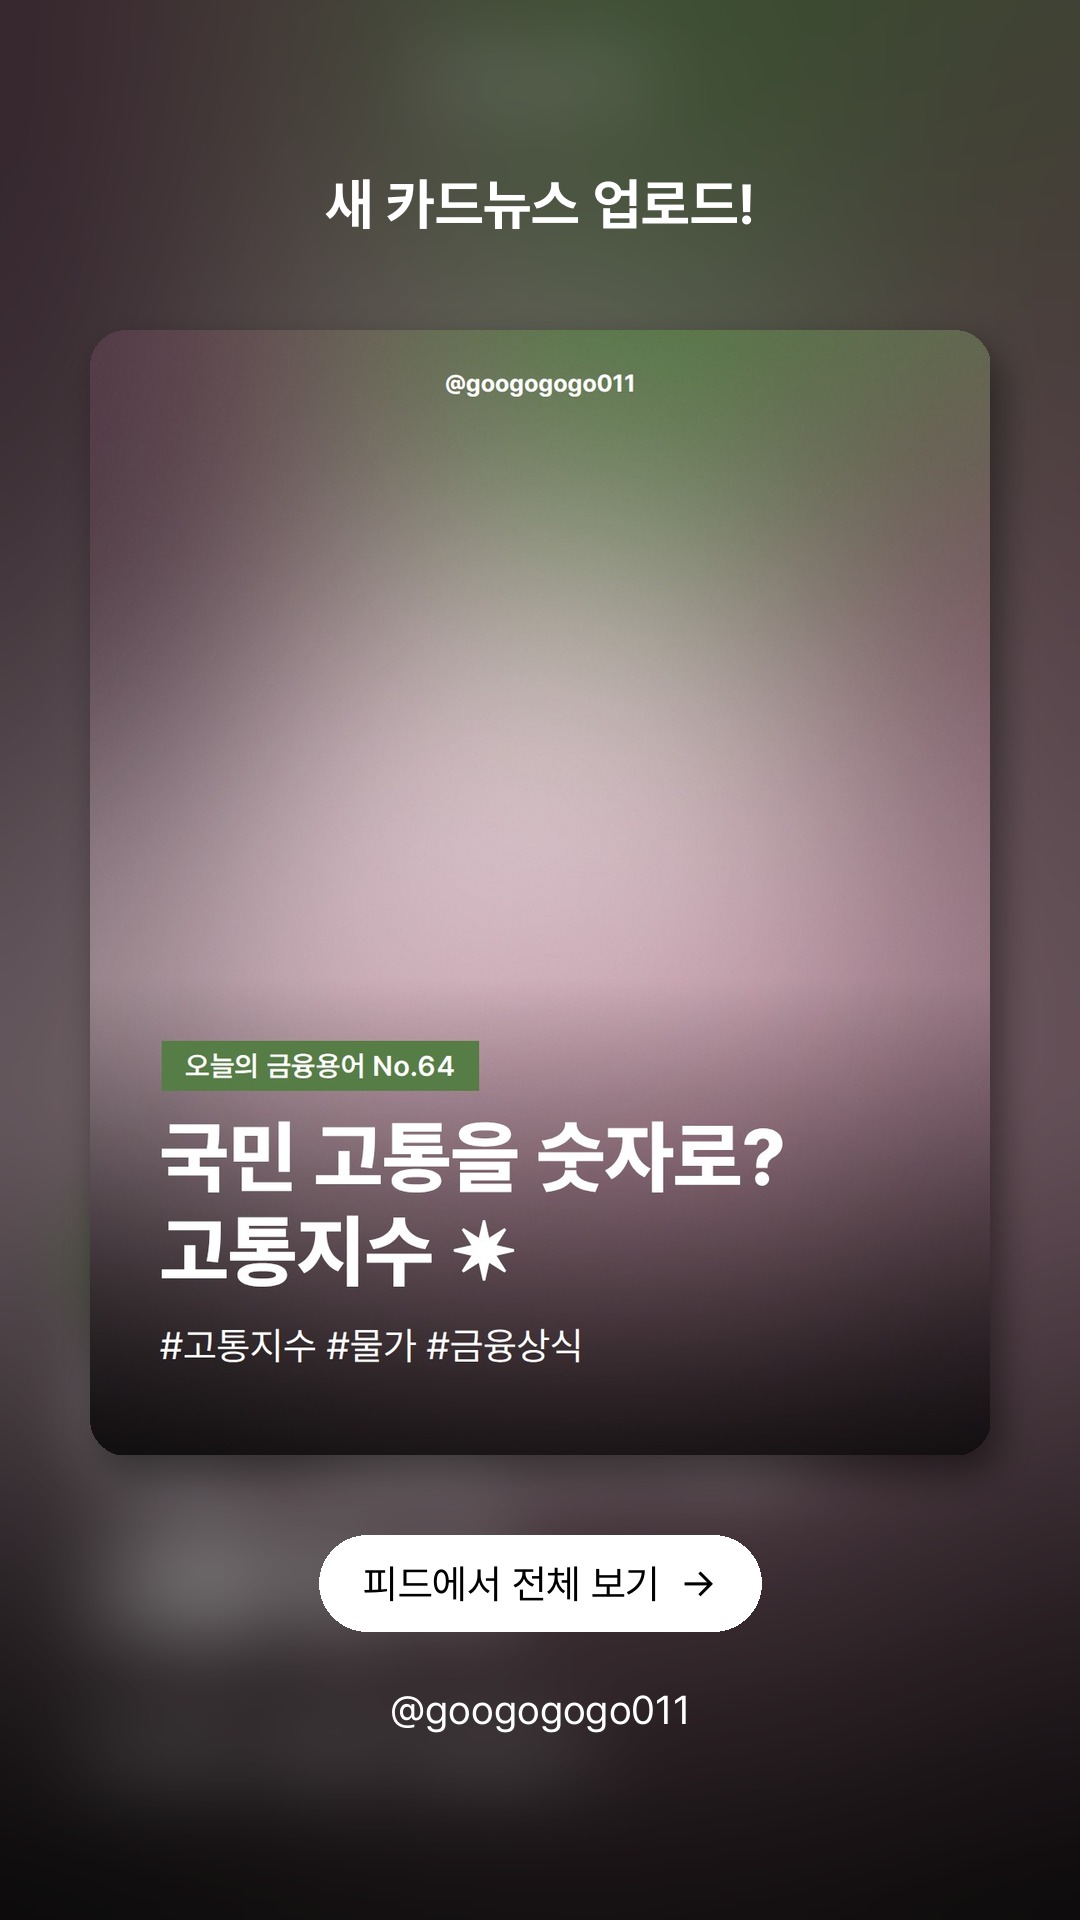 새 카드뉴스 업로드!
@googogogo011
오늘의 금융용어 No.64
국민 고통을 숫자로?
고통지수 ✷
#고통지수 #물가 #금융상식
피드에서 전체 보기 →
@googogogo011